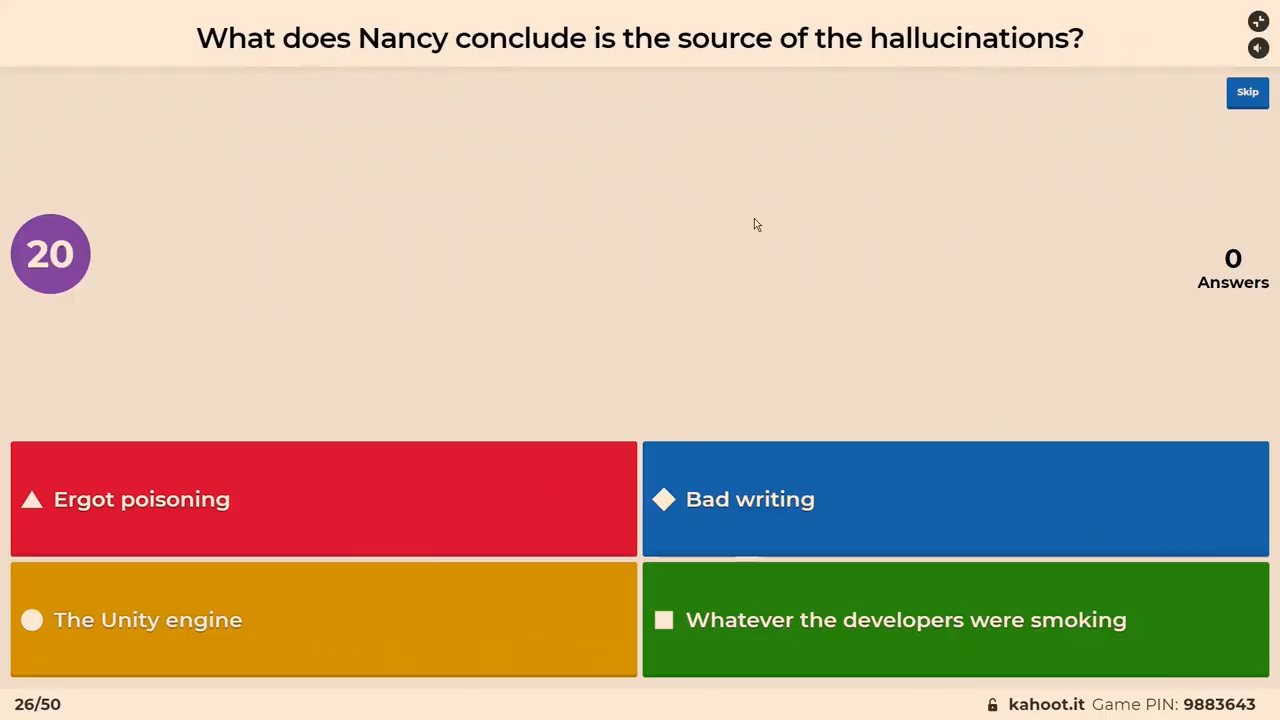 What does Nancy conclude is the source of the hallucinations?
Skip
20
0
Answers
Ergot poisoning
Bad writing
The Unity engine
Whatever the developers were smoking
26/50
kahoot.it Game PIN: 9883643